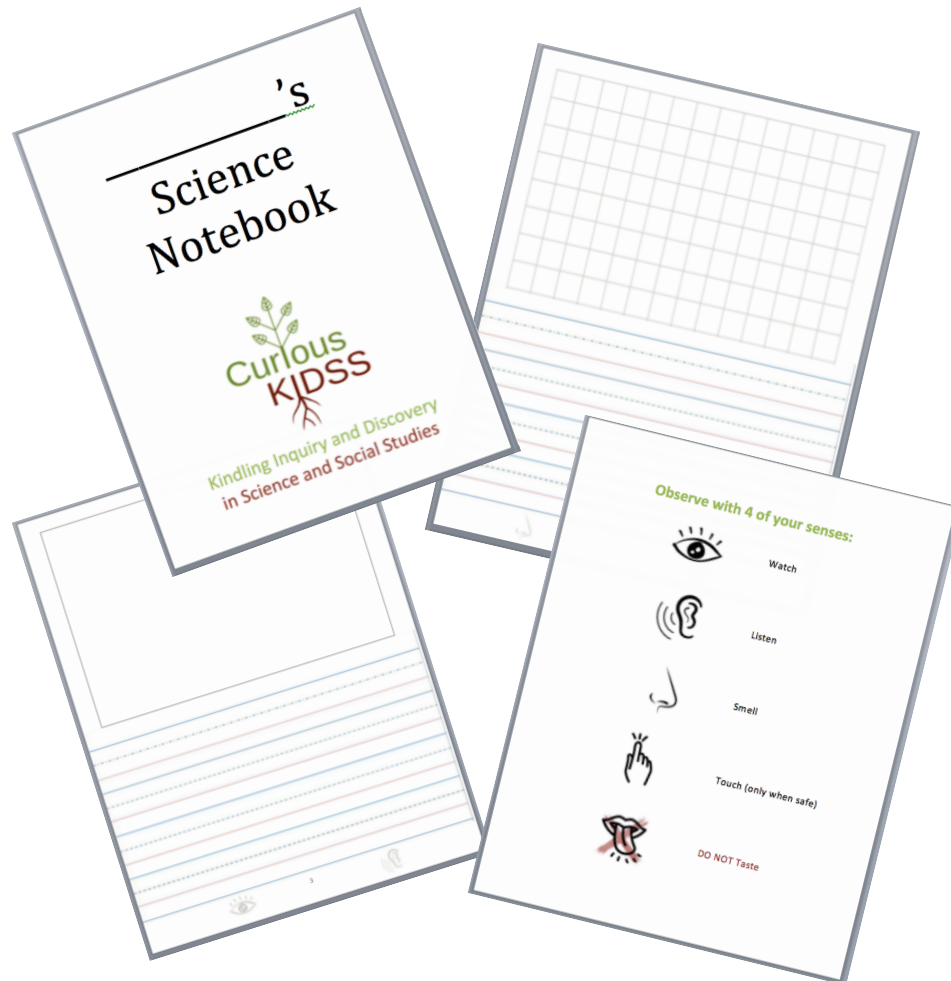 ________'s
Science
Notebook
Curious
KIDSS
Kindling Inquiry and Discovery
in Science and Social Studies
Observe with 4 of your senses:
Watch
Listen
Smell
Touch (only when safe)
DO NOT Taste
3